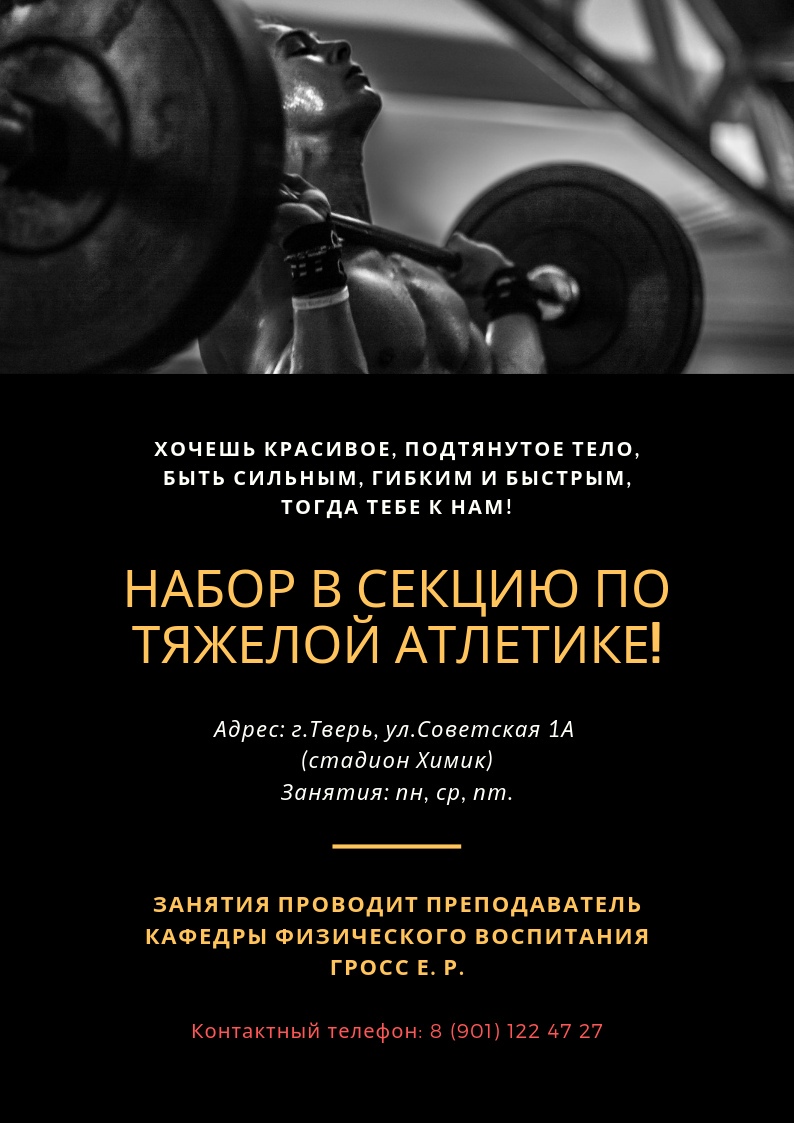 ХОЧЕШЬ КРАСИВОЕ, ПОДТЯНУТОЕ ТЕЛО,
БЫТЬ СИЛЬНЫМ, ГИБКИМ И БЫСТРЫМ,
ТОГДА ТЕБЕ К НАМ!
НАБОР В СЕКЦИЮ ПО
ТЯЖЕЛОЙ АТЛЕТИКЕ!
Адрес: г.Тверь, ул.Советская 1А
(стадион Химик)
Занятия: пн, ср, пт.
ЗАНЯТИЯ ПРОВОДИТ ПРЕПОДАВАТЕЛЬ
КАФЕДРЫ ФИЗИЧЕСКОГО ВОСПИТАНИЯ
ГРОСС Е. Р.
Контактный телефон: 8 (901) 122 47 27